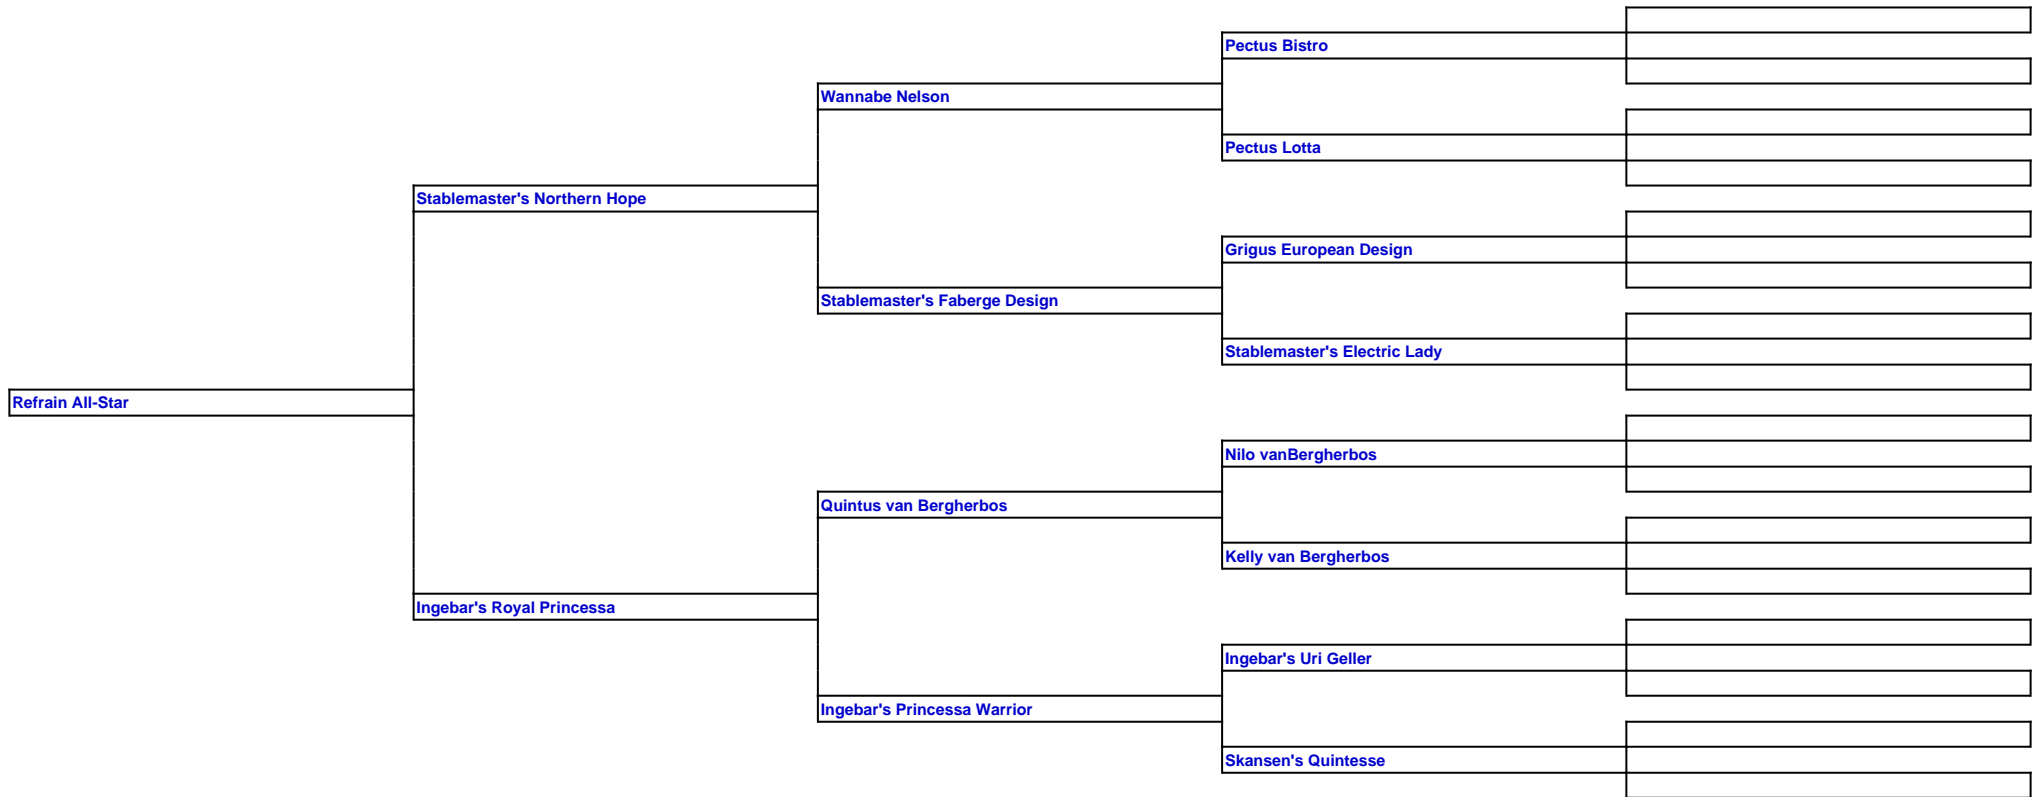 Pectus Bistro
Wannabe Nelson
Pectus Lotta
Stablemaster's Northern Hope
Grigus European Design
Stablemaster's Faberge Design
Stablemaster's Electric Lady
Refrain All-Star
Nilo vanBergherbos
Quintus van Bergherbos
Kelly van Bergherbos
Ingebar's Royal Princessa
Ingebar's Uri Geller
Ingebar's Princessa Warrior
Skansen's Quintesse